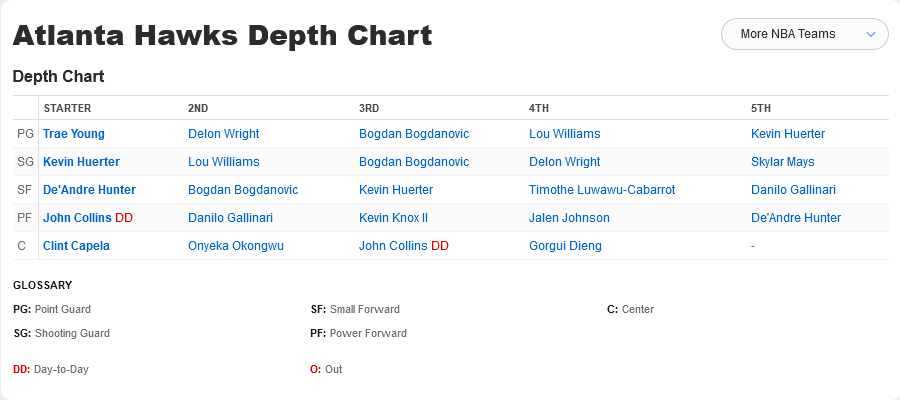 Atlanta Hawks Depth Chart
More NBA Teams
Depth Chart
STARTER 2ND 3RD 4TH 5TH
PG Trae Young Delon Wright Bogdan Bogdanovic Lou Williams Kevin Huerter
SG Kevin Huerter Lou Williams Bogdan Bogdanovic Delon Wright Skylar Mays
SF De'Andre Hunter Bogdan Bogdanovic Kevin Huerter Timothe Luwawu-Cabarrot Danilo Gallinari
PF John Collins DD Danilo Gallinari Kevin Knox II Jalen Johnson De'Andre Hunter
C Clint Capela Onyeka Okongwu John Collins DD Gorgui Dieng -
GLOSSARY
PG: Point Guard SF: Small Forward C: Center
SG: Shooting Guard PF: Power Forward
DD: Day-to-Day O: Out